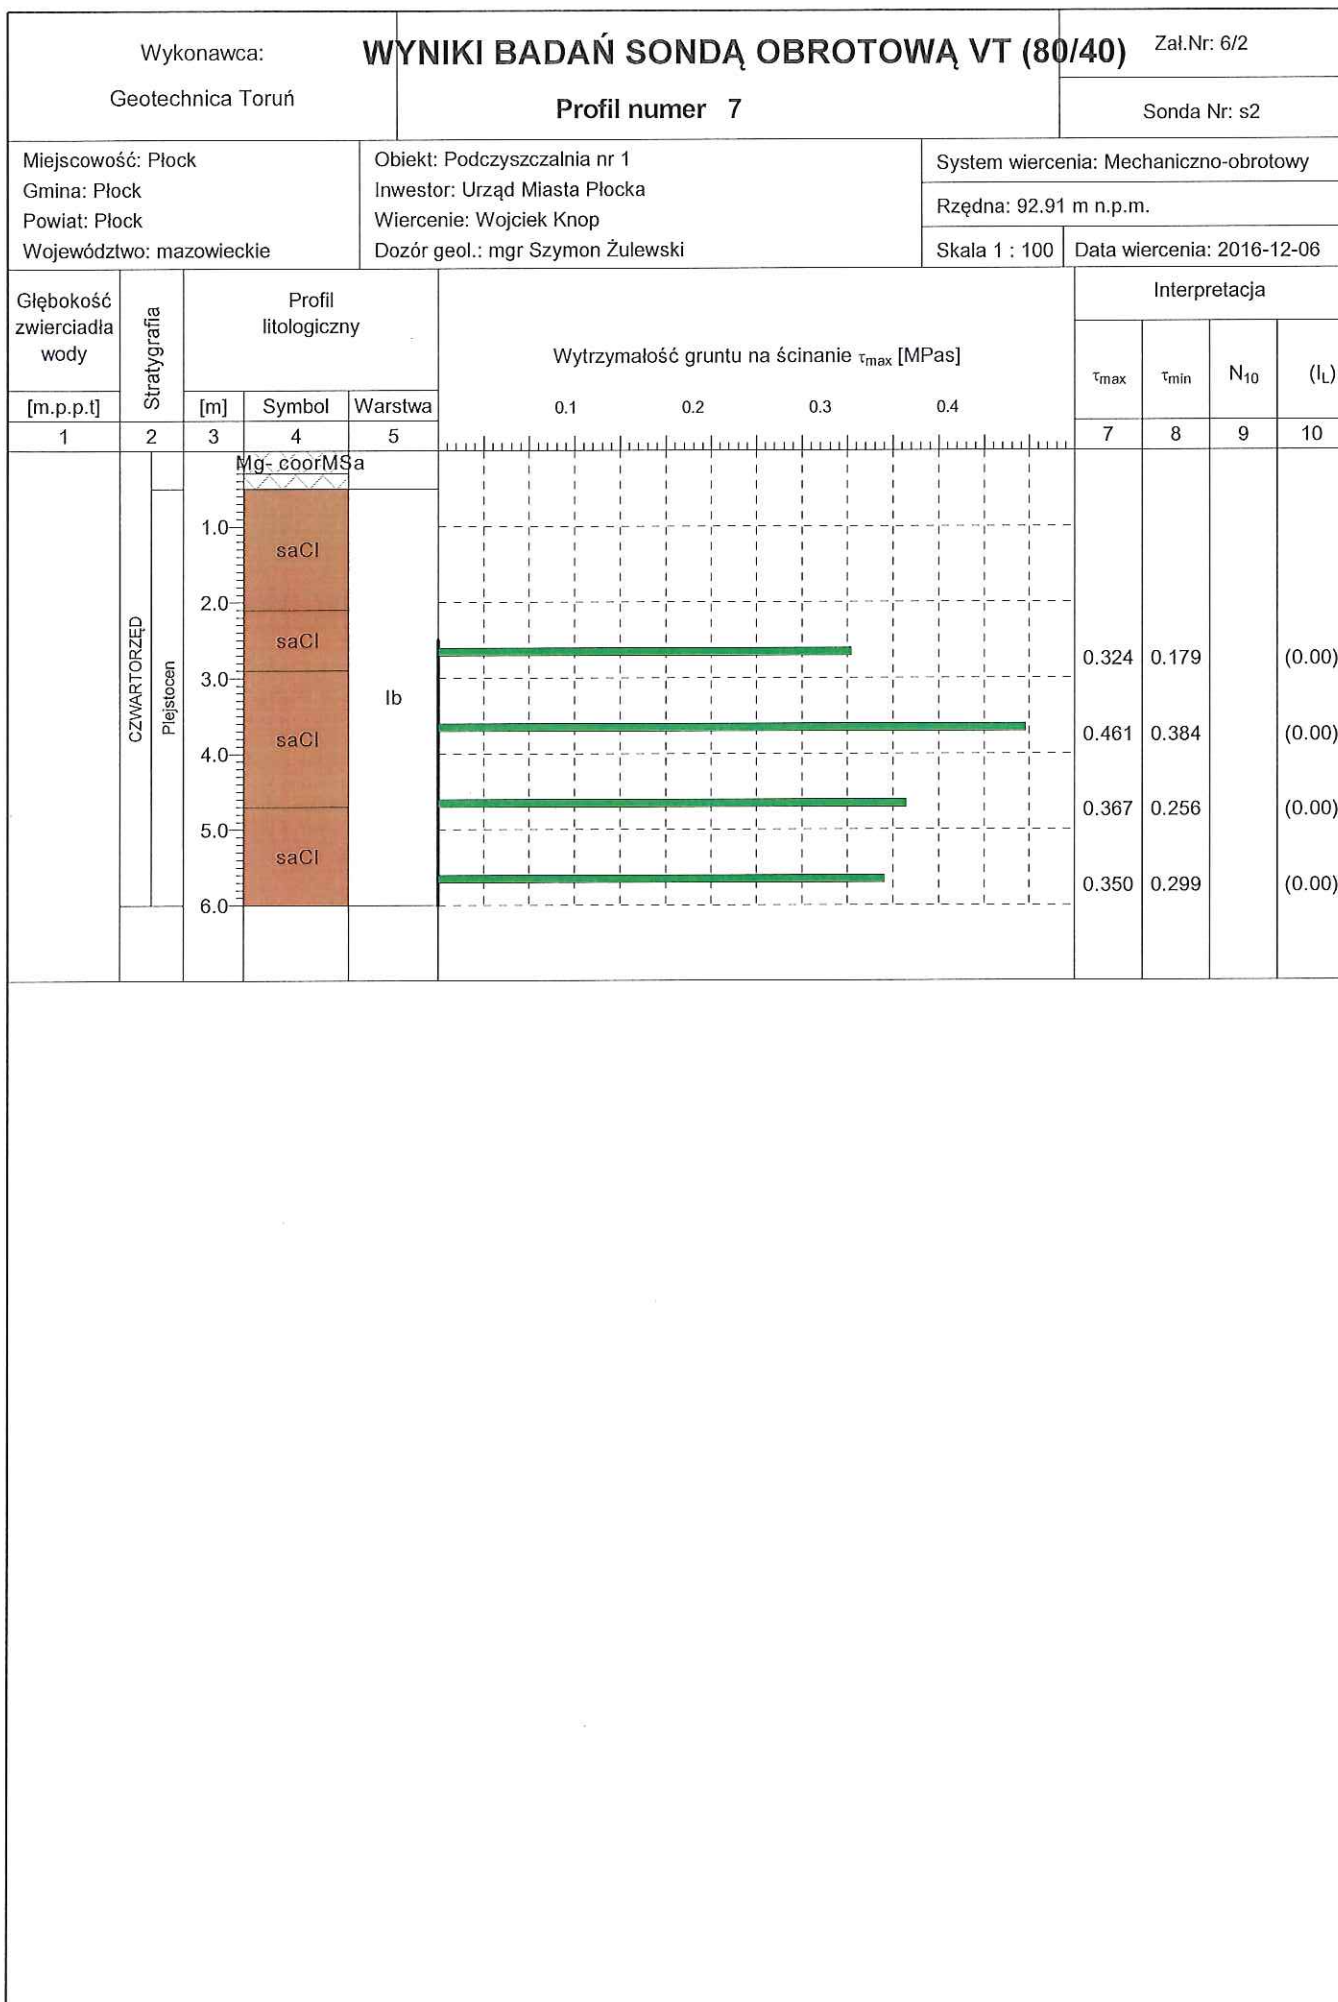 Wykonawca:
Geotechnica Toruń
WYNIKI BADAŃ SONDĄ OBROTOWĄ VT (80/40)
Profil numer 7
Zał.Nr: 6/2
Sonda Nr: s2
Miejscowość: Płock
Gmina: Płock
Powiat: Płock
Województwo: mazowieckie
Obiekt: Podczyszczalnia nr 1
Inwestor: Urząd Miasta Płocka
Wiercenie: Wojciek Knop
Dozór geol.: mgr Szymon Żulewski
System wiercenia: Mechaniczno-obrotowy
Rzędna: 92.91 m n.p.m.
Skala 1 : 100
Data wiercenia: 2016-12-06
Głębokość
zwierciadła
wody
[m.p.p.t]
Stratygrafia
Profil
litologiczny
[m] Symbol Warstwa
Wytrzymałość gruntu na ścinanie τmax [MPas]
0.1 0.2 0.3 0.4
Interpretacja
τmax τmin N10 (IL)
1 2 3 4 5 7 8 9 10
Mg- coorMSa
1.0
saCl
2.0
saCl
0.324 0.179 (0.00)
3.0
Ib
0.461 0.384 (0.00)
saCl
4.0
0.367 0.256 (0.00)
5.0
saCl
0.350 0.299 (0.00)
6.0
CZWARTORZĘD
Plejstocen